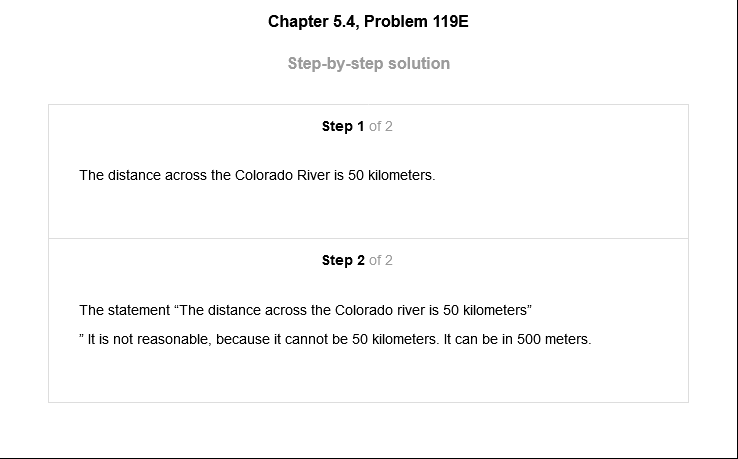 Chapter 5.4, Problem 119E
Step-by-step solution
Step 1 of 2
The distance across the Colorado River is 50 kilometers.
Step 2 of 2
The statement “The distance across the Colorado river is 50 kilometers”
” It is not reasonable, because it cannot be 50 kilometers. It can be in 500 meters.